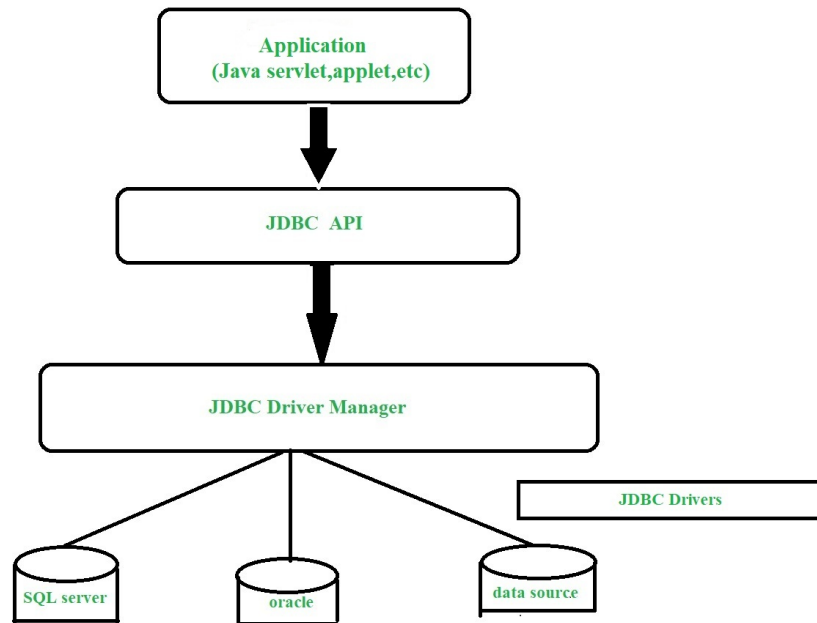 Application
(Java servlet,applet,etc)
JDBC API
JDBC Driver Manager
JDBC Drivers
SQL server
oracle
data source